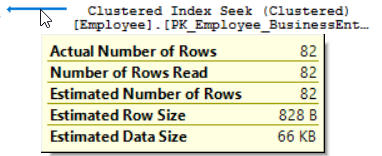 Clustered Index Seek (Clustered)
[Employee].[PK_Employee_BusinessEnt…
Actual Number of Rows 82
Number of Rows Read 82
Estimated Number of Rows 82
Estimated Row Size 828 B
Estimated Data Size 66 KB